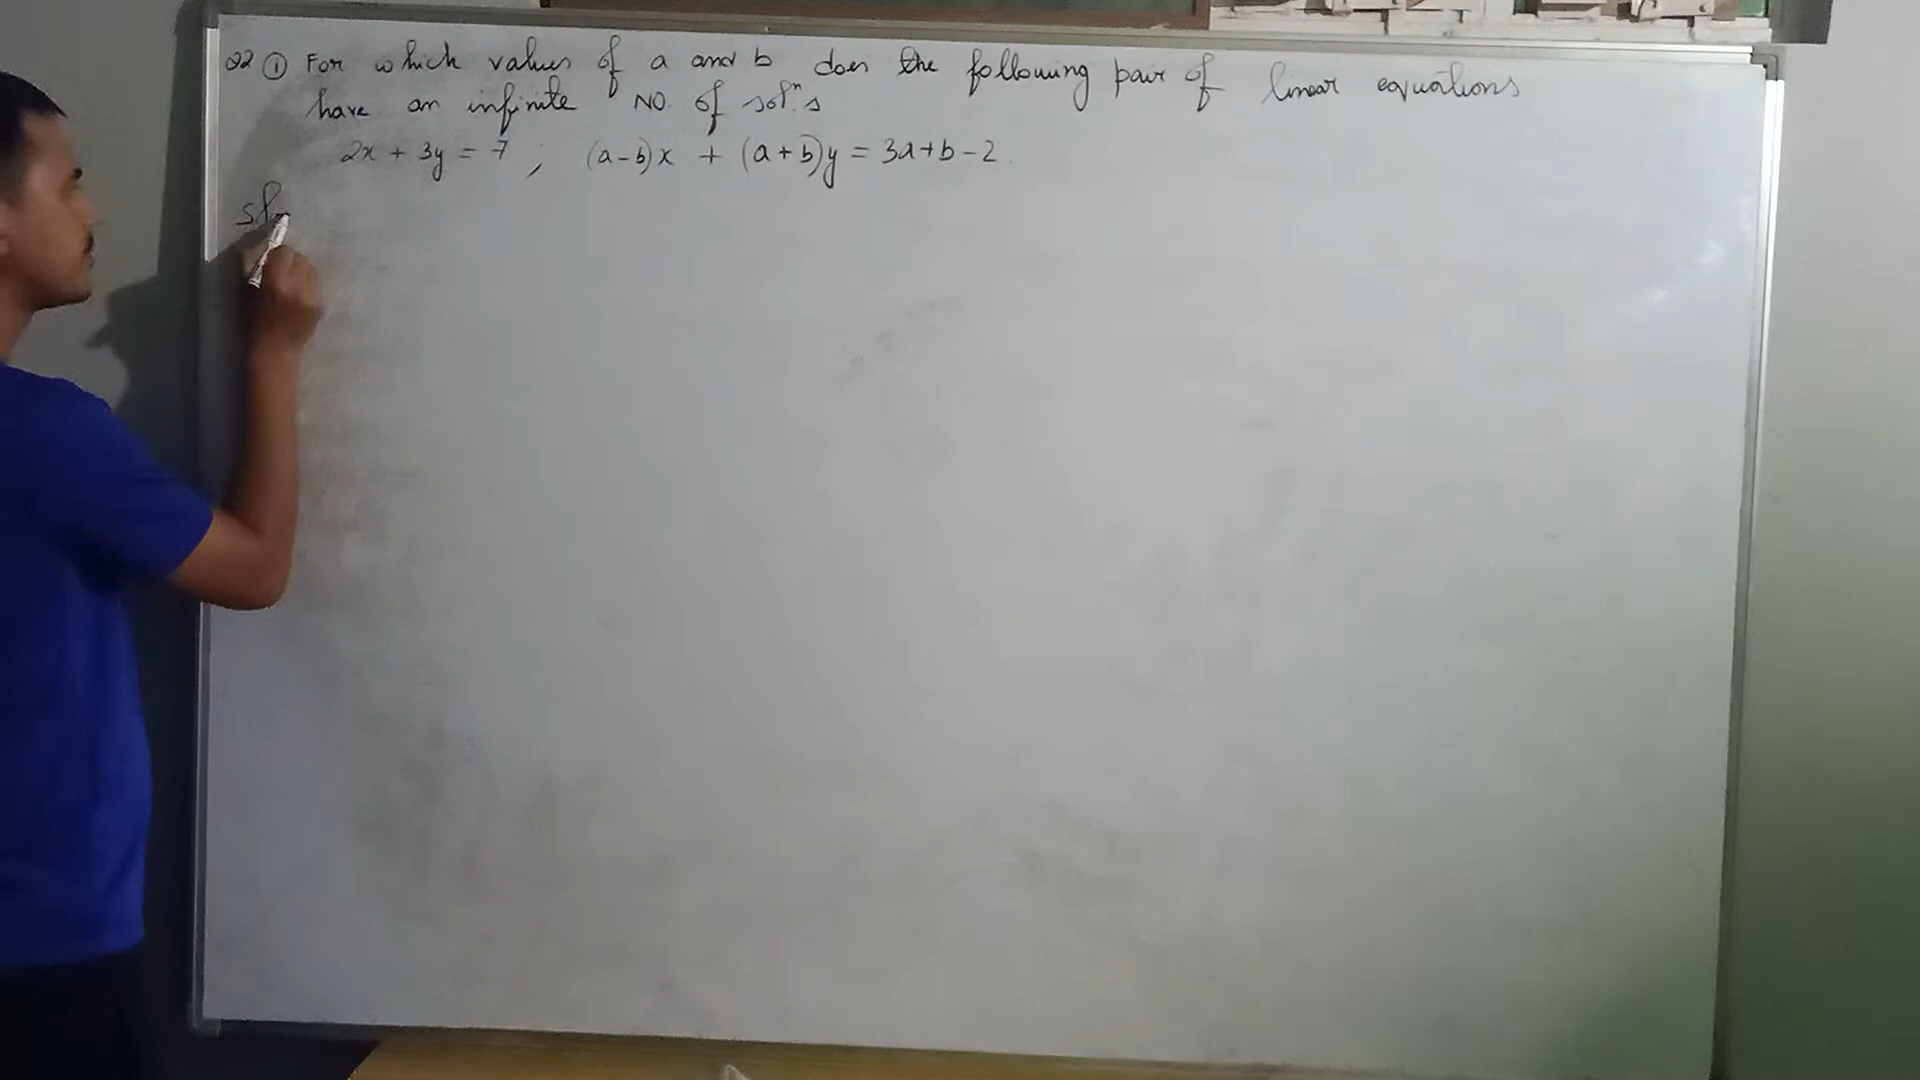 Q2 ① For which values of a and b does the following pair of linear equations
have an infinite NO. of solⁿ.s
2x + 3y = 7 ; (a-b)x + (a+b)y = 3a+b-2.